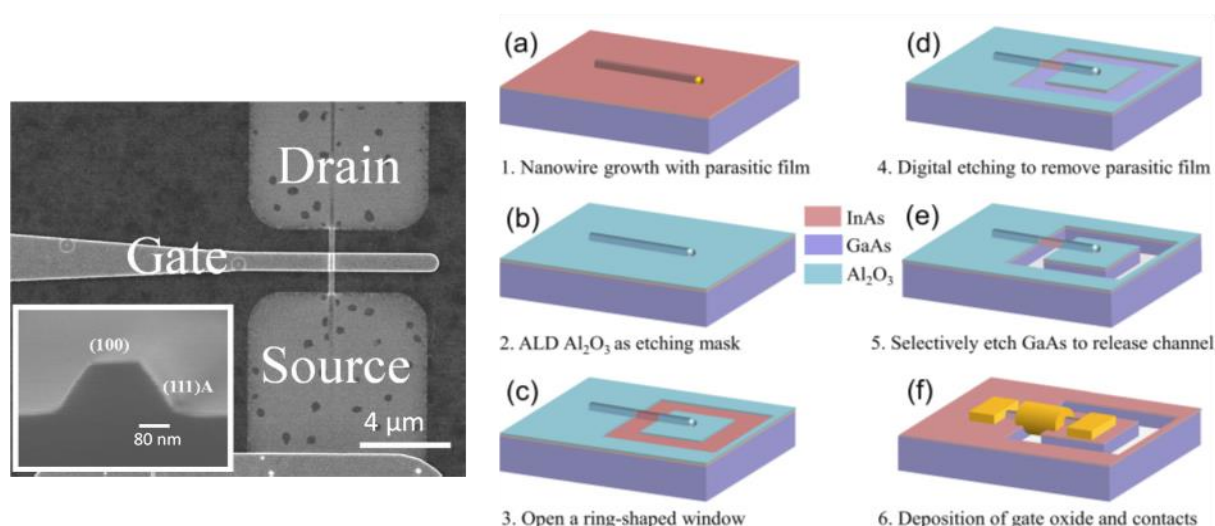 Drain
Gate
Source
4 μm
(100)
(111)A
80 nm
(a)
1. Nanowire growth with parasitic film
(b)
2. ALD Al₂O₃ as etching mask
(c)
3. Open a ring-shaped window
InAs
GaAs
Al₂O₃
(d)
4. Digital etching to remove parasitic film
(e)
5. Selectively etch GaAs to release channel
(f)
6. Deposition of gate oxide and contacts